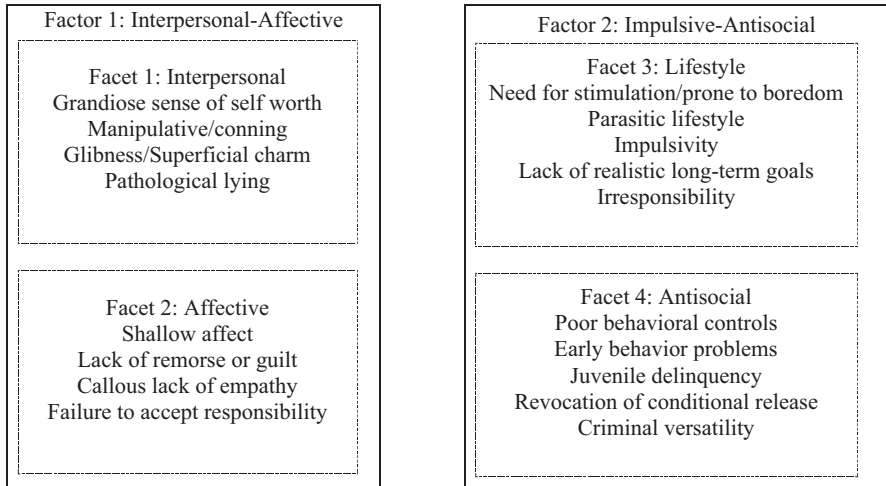 Factor 1: Interpersonal-Affective
Facet 1: Interpersonal
Grandiose sense of self worth
Manipulative/conning
Glibness/Superficial charm
Pathological lying
Facet 2: Affective
Shallow affect
Lack of remorse or guilt
Callous lack of empathy
Failure to accept responsibility
Factor 2: Impulsive-Antisocial
Facet 3: Lifestyle
Need for stimulation/prone to boredom
Parasitic lifestyle
Impulsivity
Lack of realistic long-term goals
Irresponsibility
Facet 4: Antisocial
Poor behavioral controls
Early behavior problems
Juvenile delinquency
Revocation of conditional release
Criminal versatility